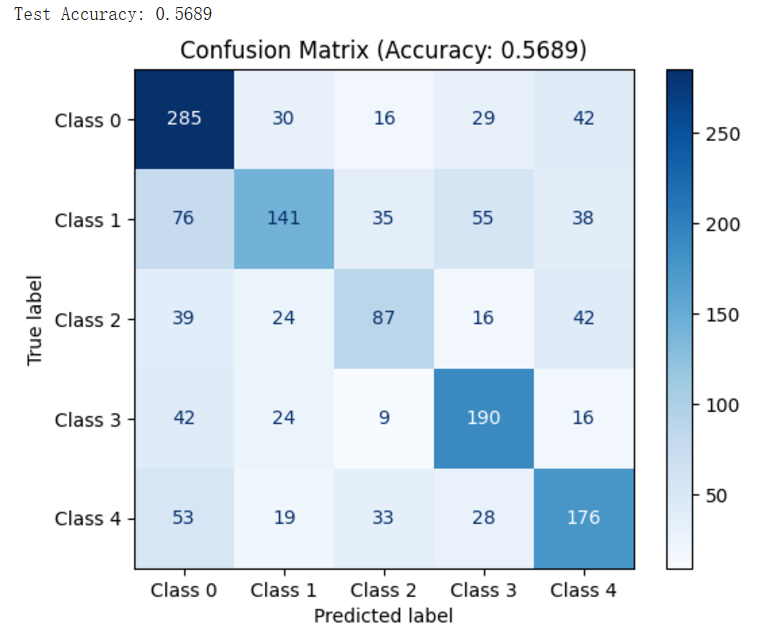 Test Accuracy: 0.5689
Confusion Matrix (Accuracy: 0.5689)
Class 0 285 30 16 29 42
Class 1 76 141 35 55 38
Class 2 39 24 87 16 42
Class 3 42 24 9 190 16
Class 4 53 19 33 28 176
Class 0 Class 1 Class 2 Class 3 Class 4
Predicted label
True label
250
200
150
100
50